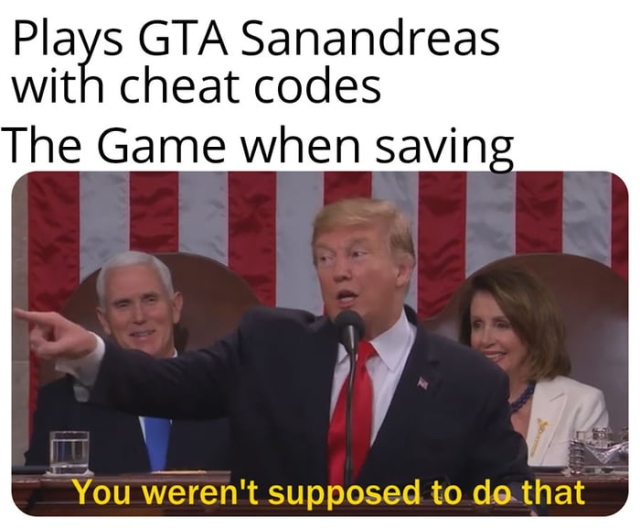 Plays GTA Sanandreas
with cheat codes
The Game when saving
You weren't supposed to do that